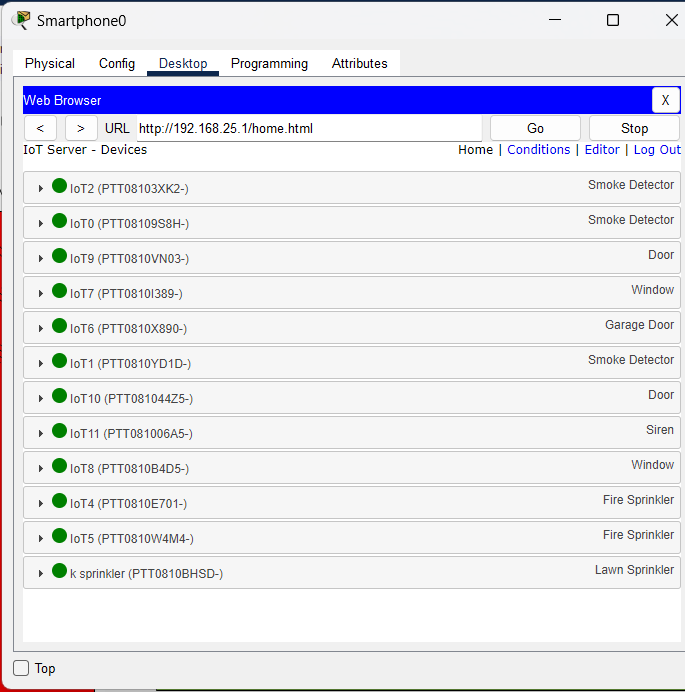 Smartphone0
Physical Config Desktop Programming Attributes
Web Browser X
< > URL http://192.168.25.1/home.html Go Stop
IoT Server - Devices Home | Conditions | Editor | Log Out
IoT2 (PTT08103XK2-) Smoke Detector
IoT0 (PTT08109S8H-) Smoke Detector
IoT9 (PTT0810VN03-) Door
IoT7 (PTT0810I389-) Window
IoT6 (PTT0810X890-) Garage Door
IoT1 (PTT0810YD1D-) Smoke Detector
IoT10 (PTT081044Z5-) Door
IoT11 (PTT081006A5-) Siren
IoT8 (PTT0810B4D5-) Window
IoT4 (PTT0810E701-) Fire Sprinkler
IoT5 (PTT0810W4M4-) Fire Sprinkler
k sprinkler (PTT0810BHSD-) Lawn Sprinkler
Top